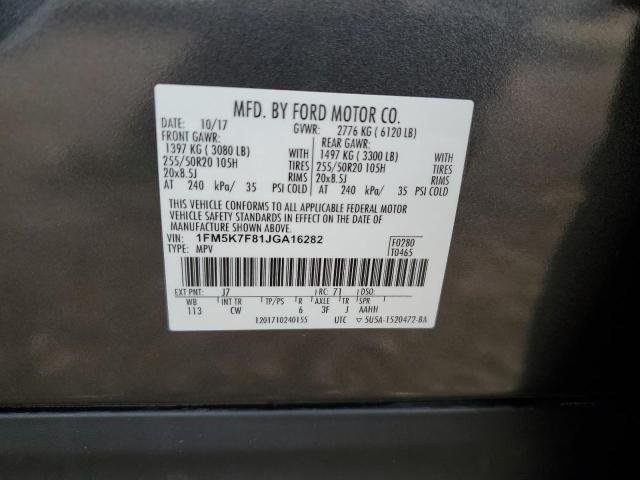 MFD. BY FORD MOTOR CO.
DATE: 10/17 GVWR: 2776 KG ( 6120 LB)
FRONT GAWR: REAR GAWR:
1397 KG ( 3080 LB) WITH 1497 KG ( 3300 LB) WITH
255/50R20 105H TIRES 255/50R20 105H TIRES
20x8.5J RIMS 20x8.5J RIMS
AT 240 kPa/ 35 PSI COLD AT 240 kPa/ 35 PSI COLD
THIS VEHICLE CONFORMS TO ALL APPLICABLE FEDERAL MOTOR
VEHICLE SAFETY STANDARDS IN EFFECT ON THE DATE OF
MANUFACTURE SHOWN ABOVE.
VIN: 1FM5K7F81JGA16282 F0280
TYPE: MPV T0465
EXT PNT: J7 RC: 71 DSO:
WB INT TR TP/PS R AXLE TR SPR
113 CW 6 3F J AAHH
1201710240155 UTC ▽ 5U5A-1520472-BA